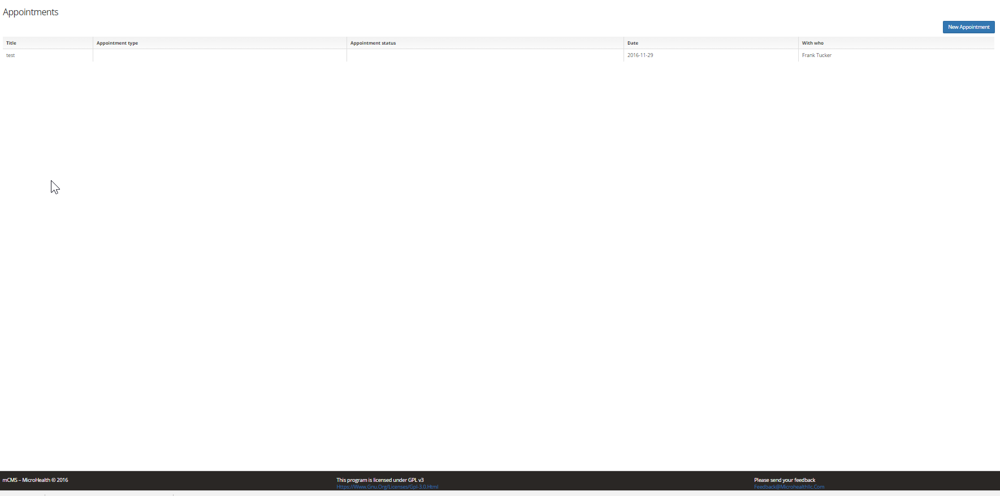 Appointments
New Appointment
Title Appointment type Appointment status Date With who
test 2016-11-29 Frank Tucker
mCMS – MicroHealth © 2016 This program is licensed under GPL v3 Please send your feedback
Https://Www.Gnu.Org/Licenses/Gpl-3.0.Html Feedback@Microhealthllc.Com